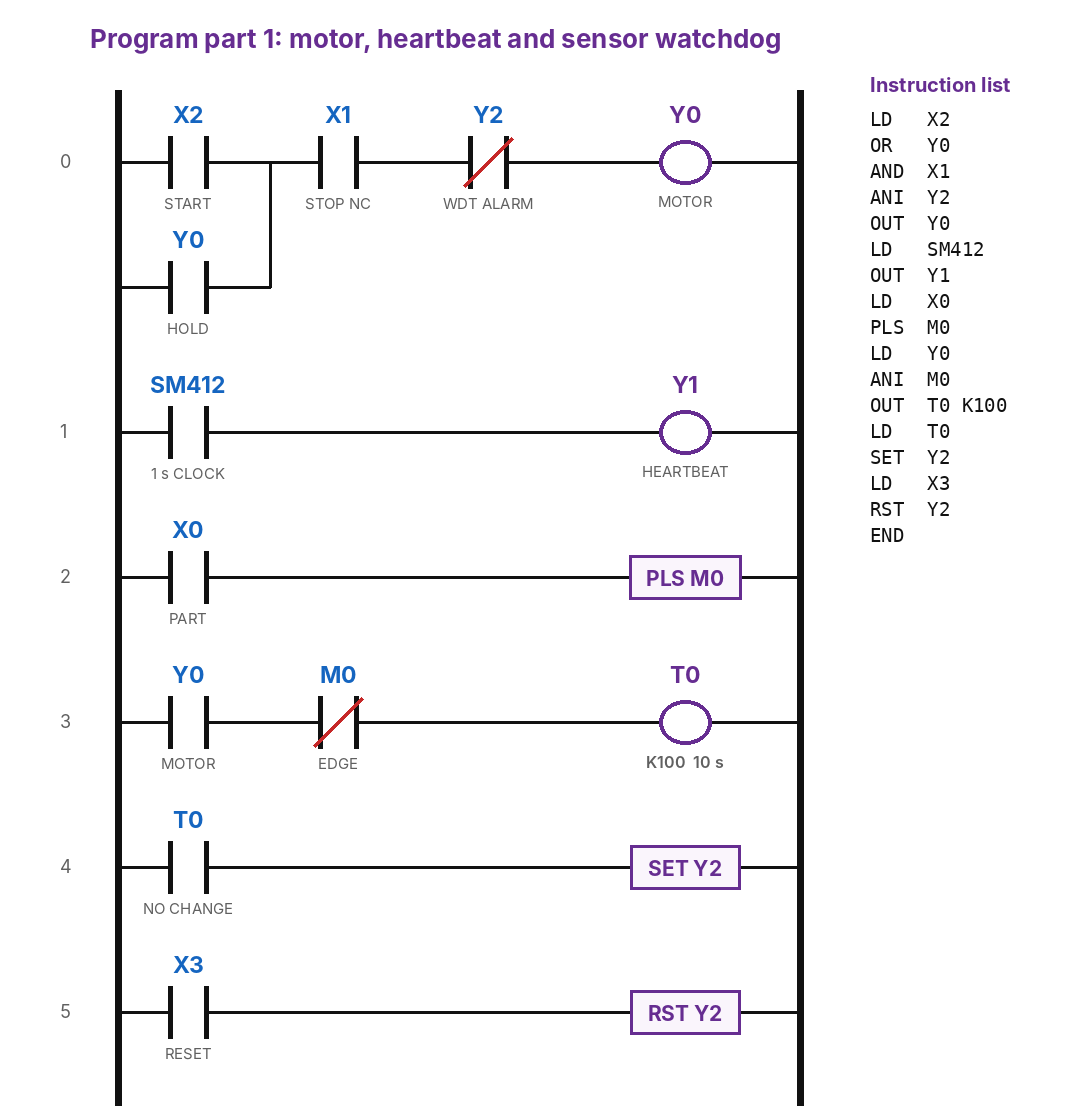 Program part 1: motor, heartbeat and sensor watchdog
X2 X1 Y2 Y0
0
START STOP NC WDT ALARM MOTOR
Y0
HOLD
SM412 Y1
1
1 s CLOCK HEARTBEAT
X0
2 PLS M0
PART
Y0 M0 T0
3
MOTOR EDGE K100 10 s
T0
4 SET Y2
NO CHANGE
X3
5 RST Y2
RESET
Instruction list
LD X2
OR Y0
AND X1
ANI Y2
OUT Y0
LD SM412
OUT Y1
LD X0
PLS M0
LD Y0
ANI M0
OUT T0 K100
LD T0
SET Y2
LD X3
RST Y2
END